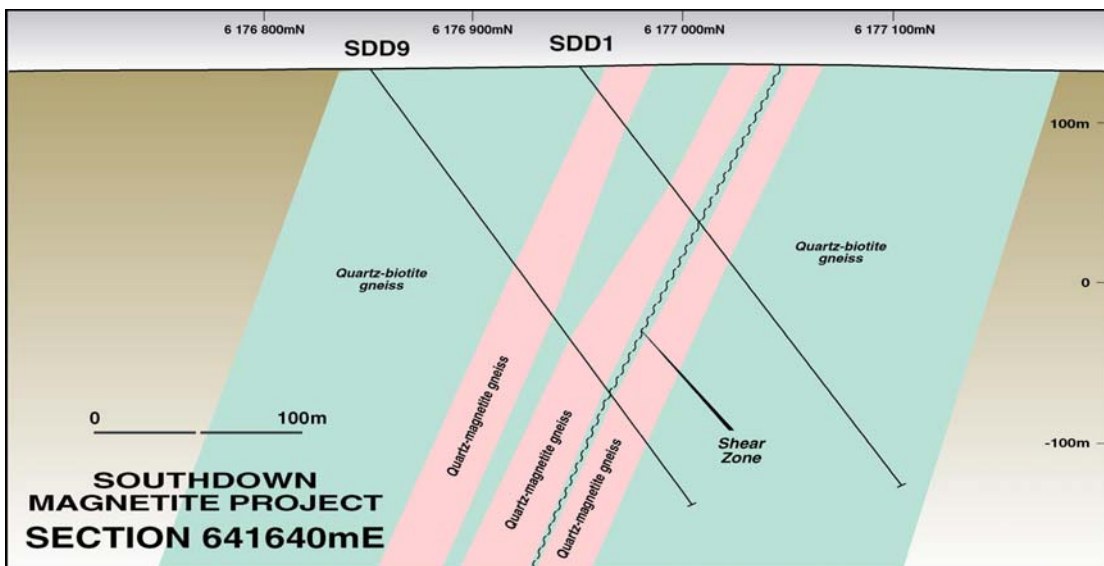 6 176 800mN
6 176 900mN
6 177 000mN
6 177 100mN
SDD9
SDD1
100m
Quartz-biotite
gneiss
Quartz-biotite
gneiss
0
Quartz-magnetite gneiss
Quartz-magnetite gneiss
Quartz-magnetite gneiss
0
100m
Shear
Zone
-100m
SOUTHDOWN
MAGNETITE PROJECT
SECTION 641640mE